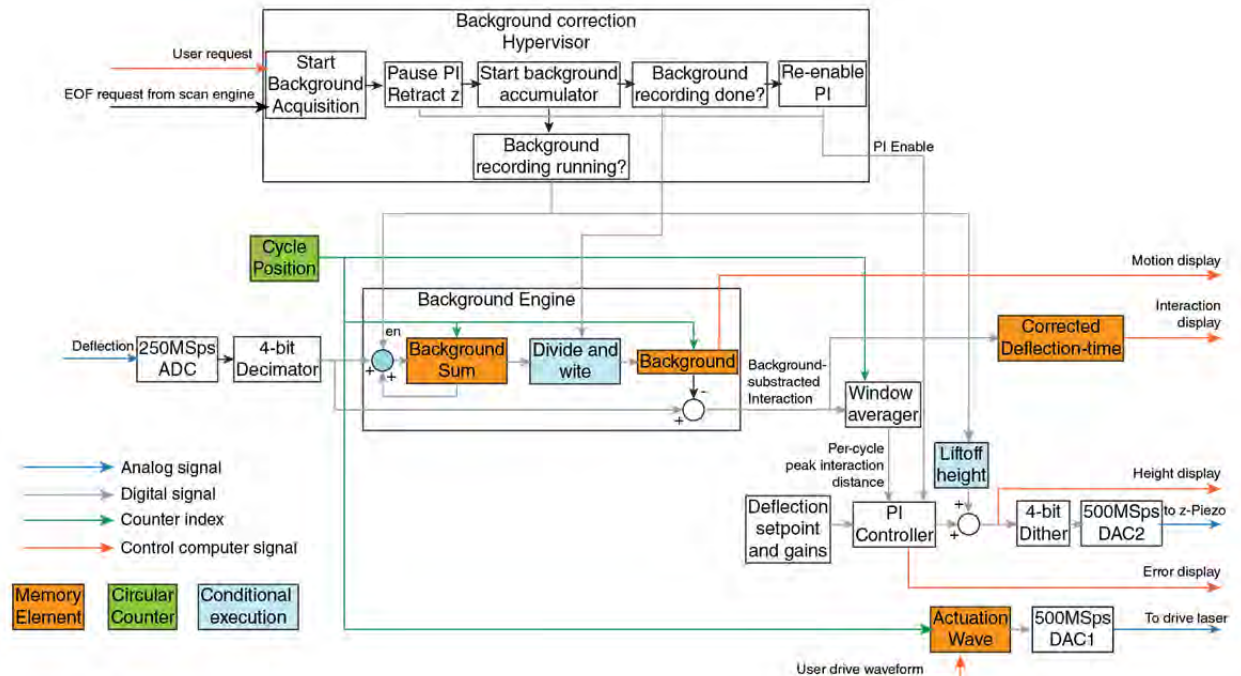 Background correction
Hypervisor
User request
EOF request from scan engine
Start
Background
Acquisition
Pause PI
Retract z
Start background
accumulator
Background
recording done?
Re-enable
PI
Background
recording running?
PI Enable
Cycle
Position
Motion display
Background Engine
Interaction
display
Deflection
250MSps
ADC
4-bit
Decimator
en
+
+
Background
Sum
Divide and
wite
Background
-
+
Background-
substracted
Interaction
Corrected
Deflection-time
Window
averager
Per-cycle
peak interaction
distance
Liftoff
height
Height display
Analog signal
Digital signal
Counter index
Control computer signal
Deflection
setpoint
and gains
PI
Controller
+
+
4-bit
Dither
500MSps
DAC2
to z-Piezo
Error display
Memory
Element
Circular
Counter
Conditional
execution
Actuation
Wave
500MSps
DAC1
To drive laser
User drive waveform